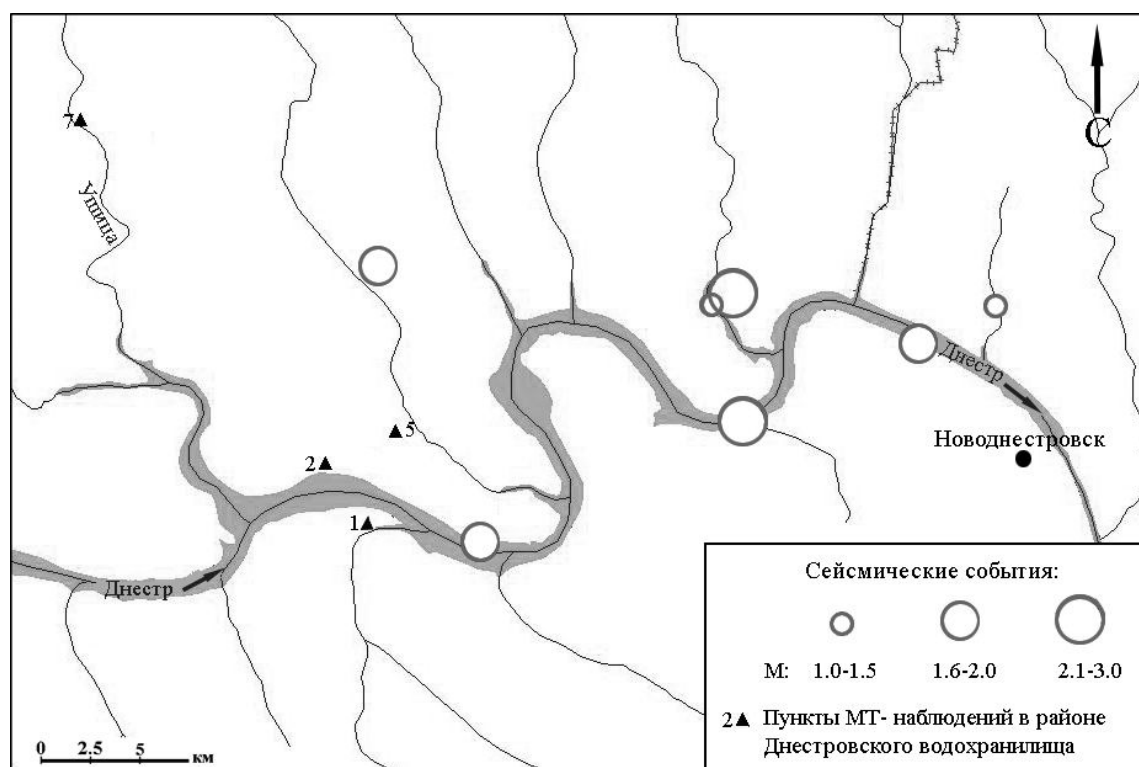 С
7▲
Ушица
Днестр
▲5
Новоднестровск
2▲
1▲
Днестр
Сейсмические события:
М: 1.0-1.5 1.6-2.0 2.1-3.0
2▲ Пункты МТ- наблюдений в районе
Днестровского водохранилища
0 2.5 5
км